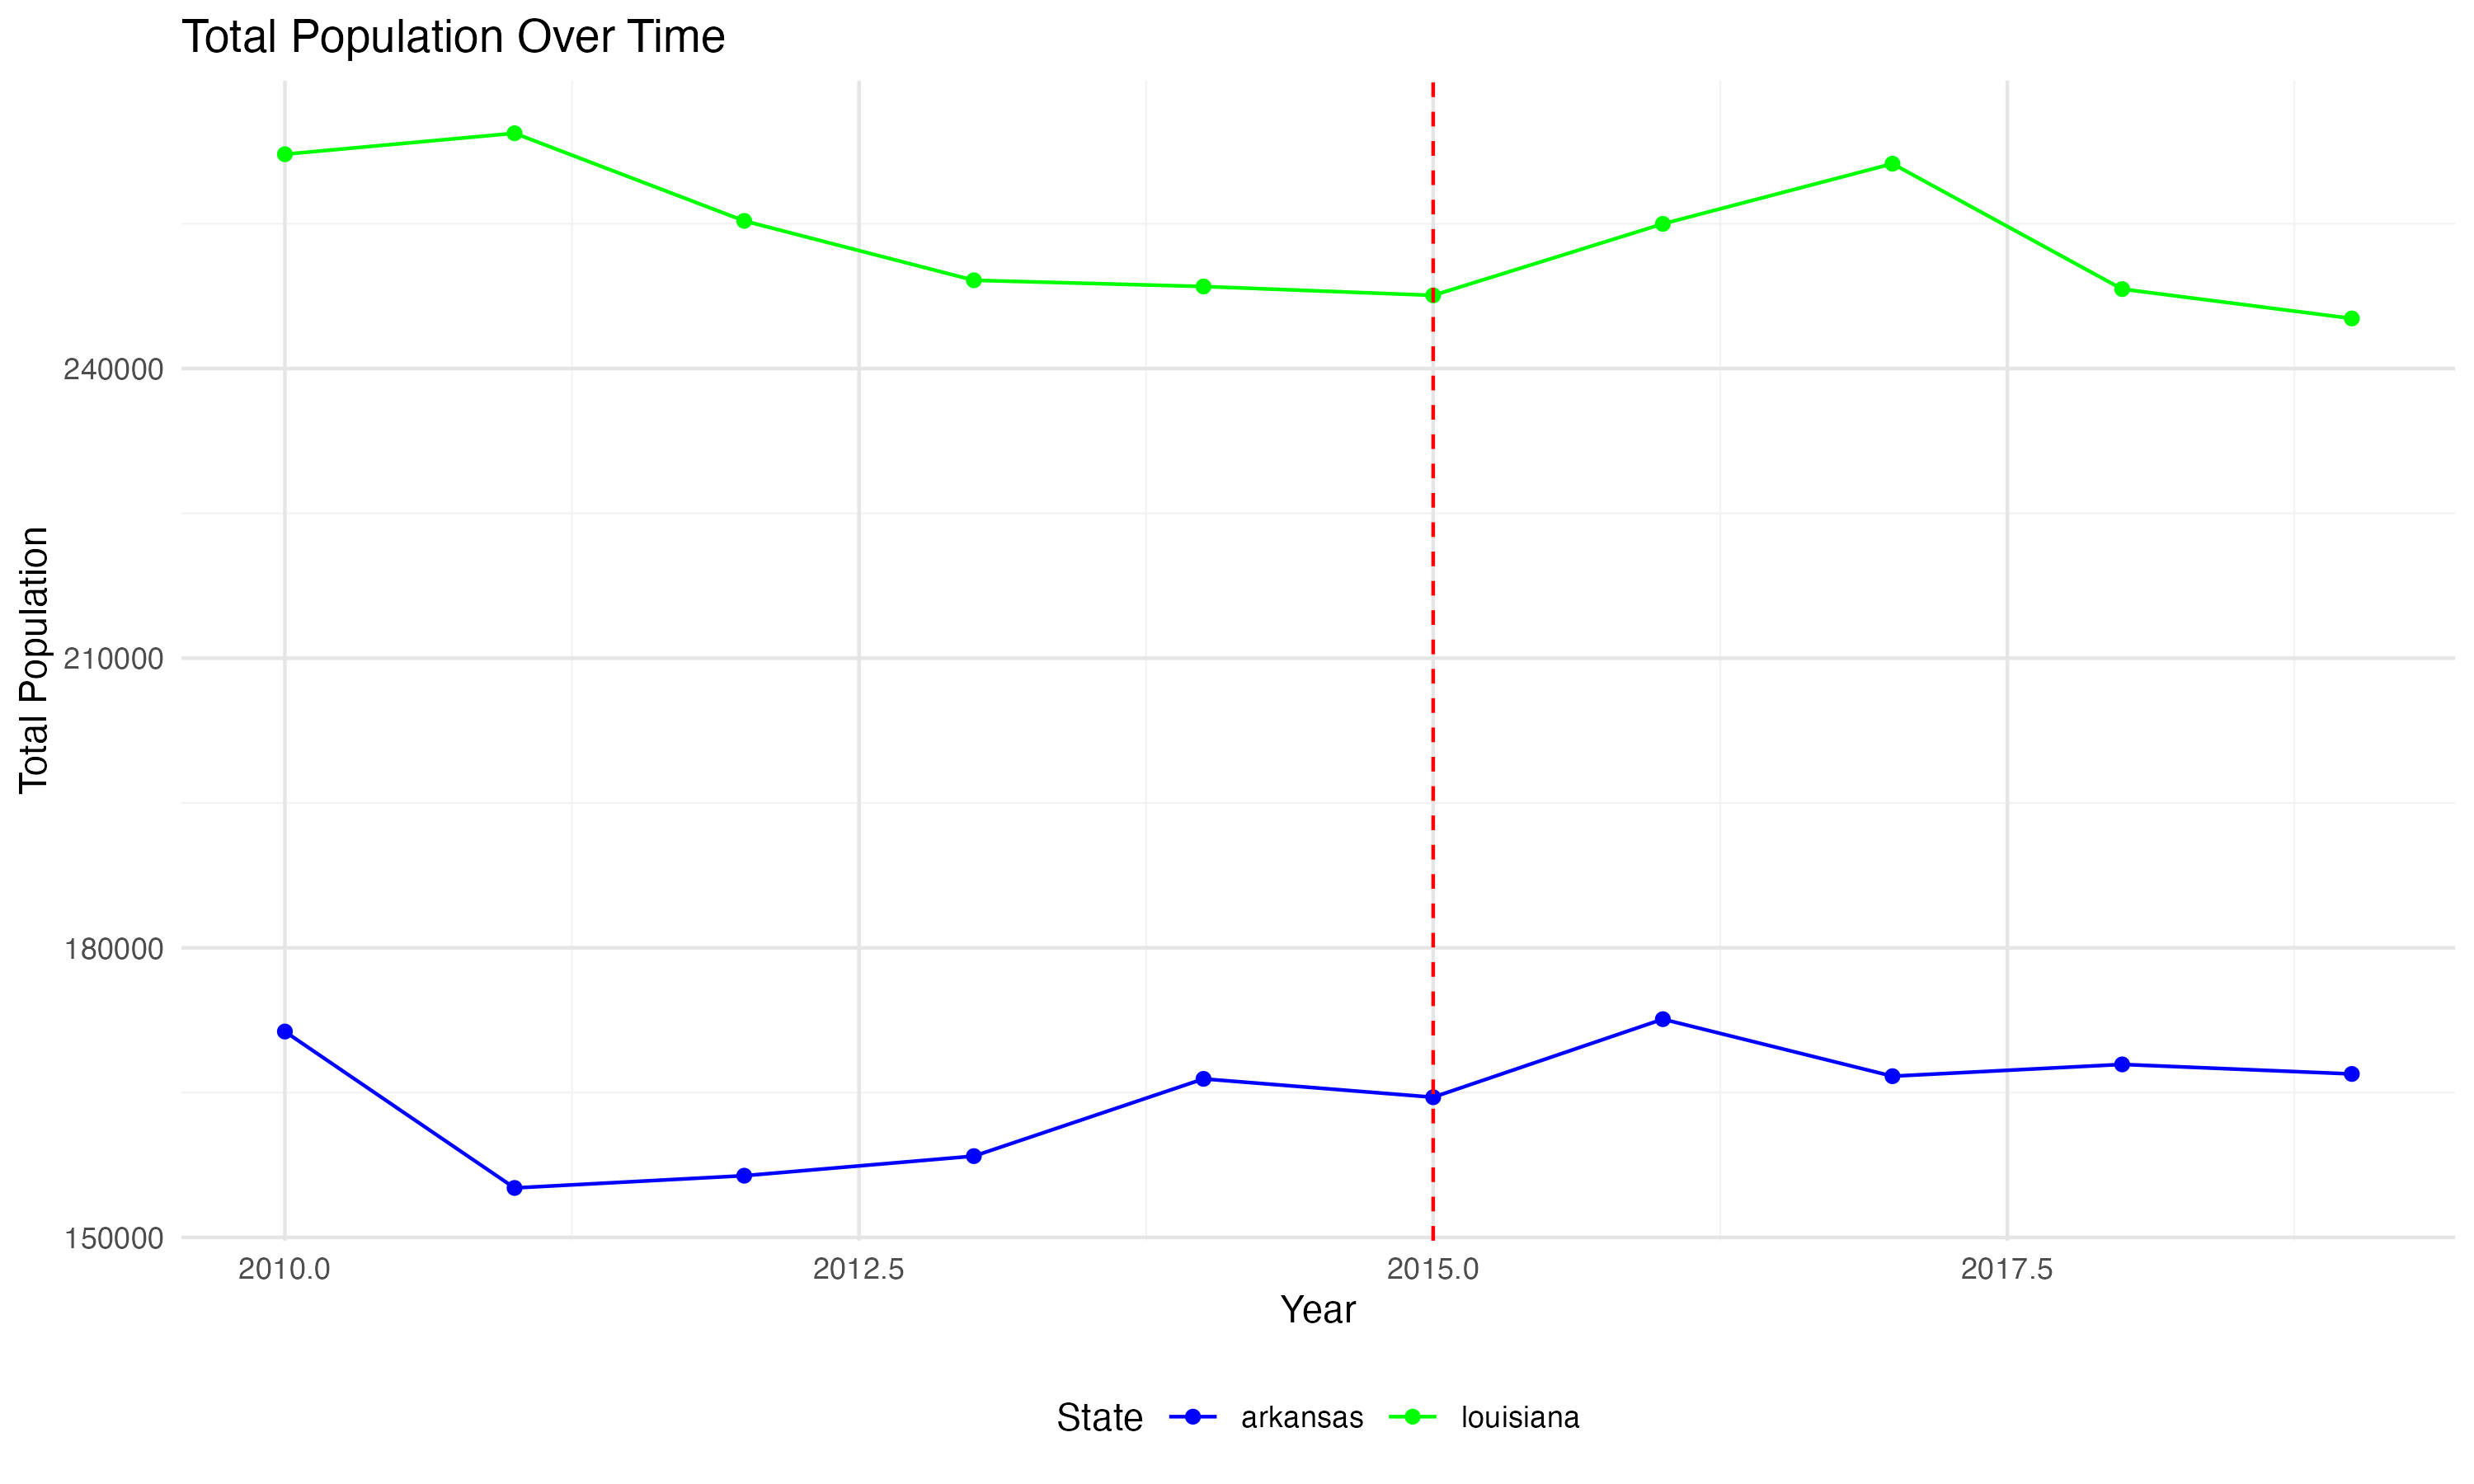 Total Population Over Time
Total Population
240000
210000
180000
150000
2010.0 2012.5 2015.0 2017.5
Year
State arkansas louisiana